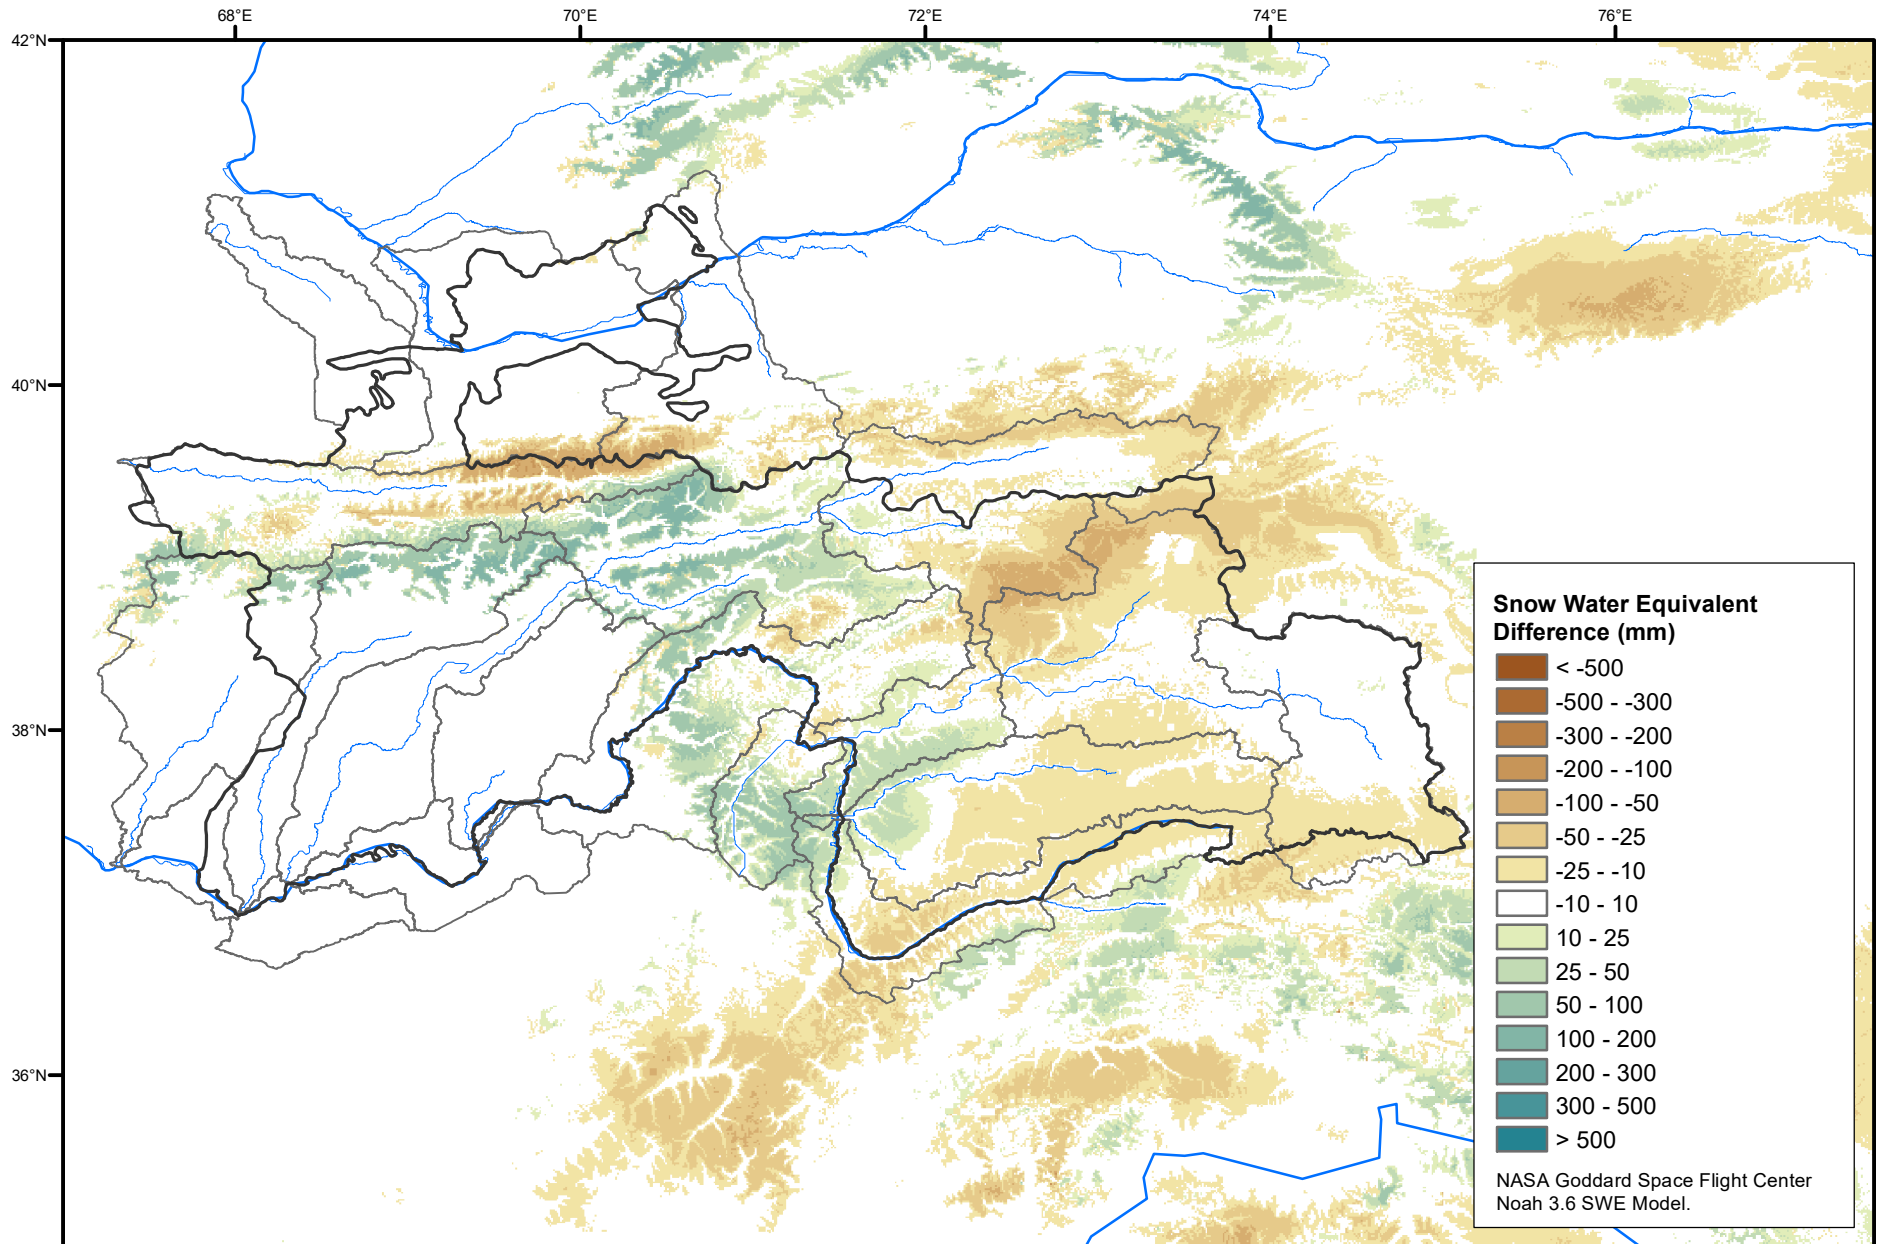 68°E
70°E
72°E
74°E
76°E
42°N
40°N
38°N
36°N
Snow Water Equivalent
Difference (mm)
< -500
-500 - -300
-300 - -200
-200 - -100
-100 - -50
-50 - -25
-25 - -10
-10 - 10
10 - 25
25 - 50
50 - 100
100 - 200
200 - 300
300 - 500
> 500
NASA Goddard Space Flight Center
Noah 3.6 SWE Model.